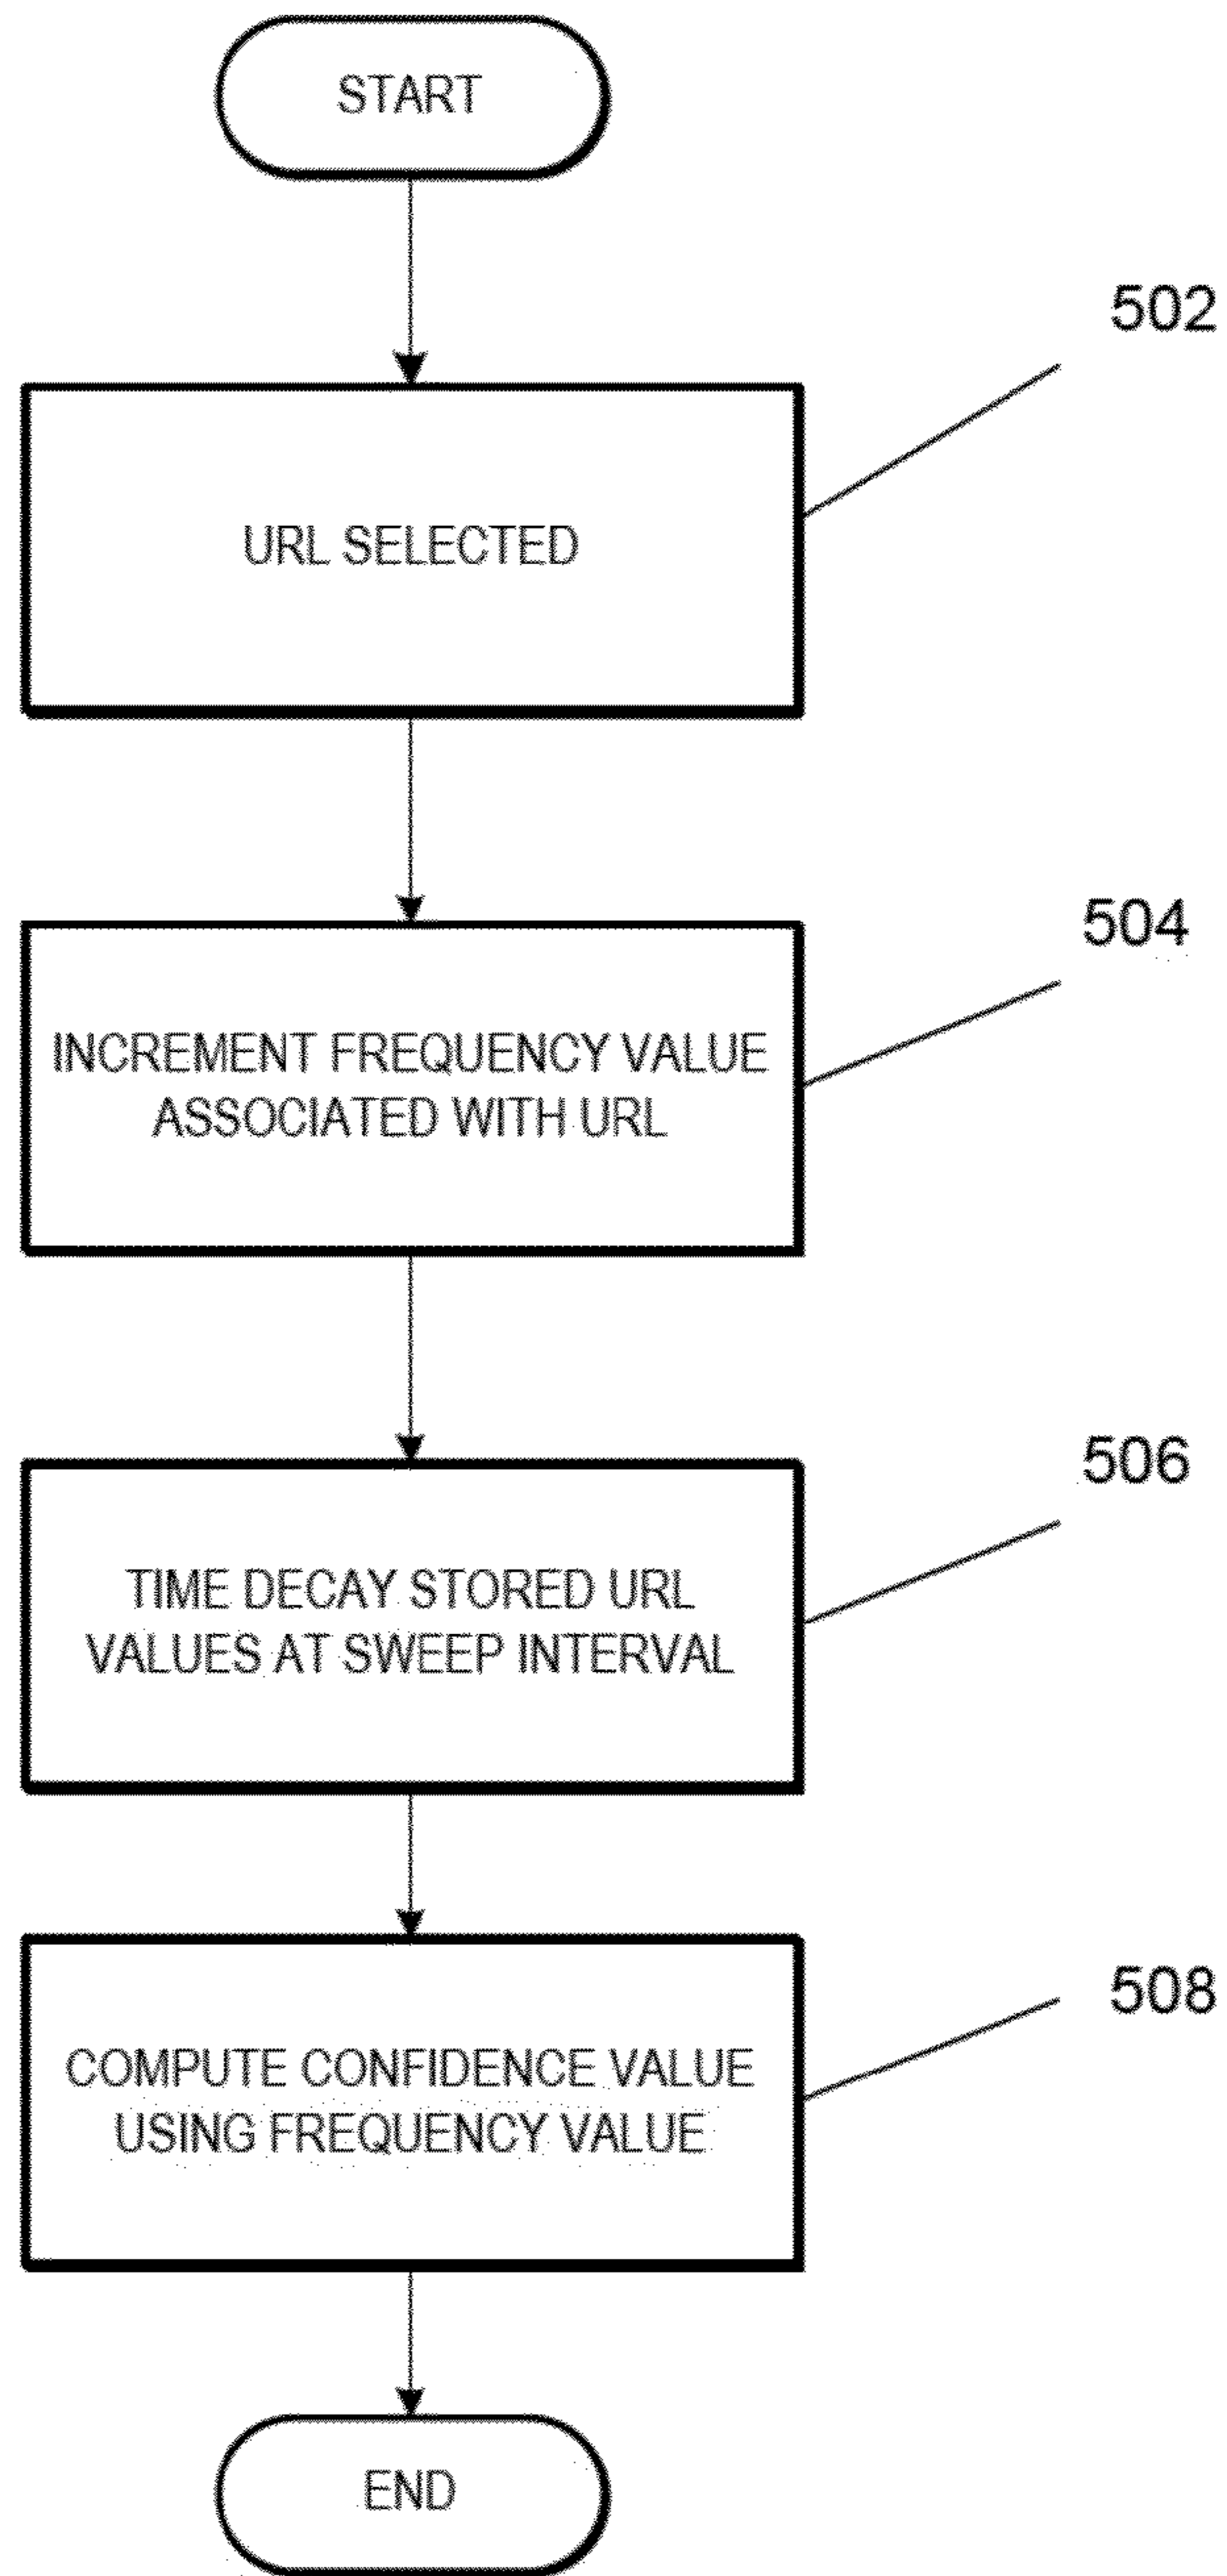 START
502
URL SELECTED
504
INCREMENT FREQUENCY VALUE
ASSOCIATED WITH URL
506
TIME DECAY STORED URL
VALUES AT SWEEP INTERVAL
508
COMPUTE CONFIDENCE VALUE
USING FREQUENCY VALUE
END